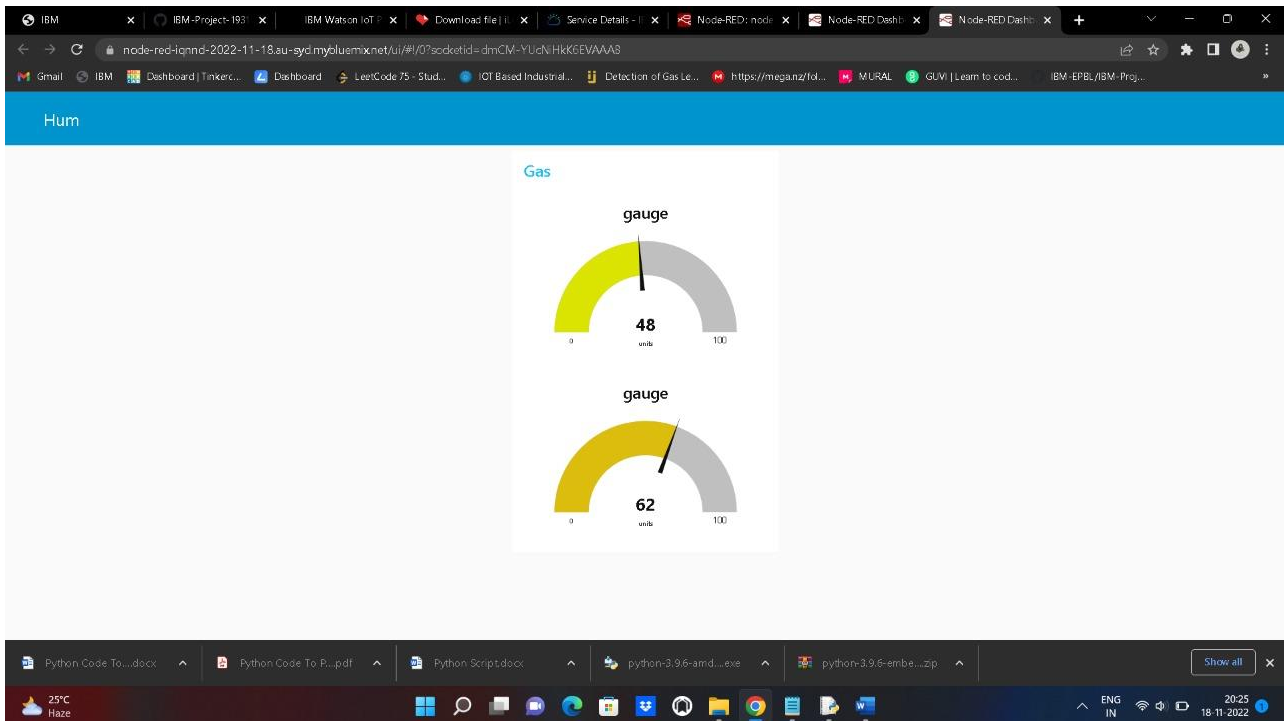 IBM
IBM-Project-193
IBM Watson IoT P
Download file | iL
Service Details - II
Node-RED: node
Node-RED Dashb
Node-RED Dashb
node-red-iqnnd-2022-11-18.au-syd.mybluemix.net/ui/#!/0?socketid=dmCM-YUcNiHkK6EVAAAB
Gmail
IBM
Dashboard | Tinkerc...
Dashboard
LeetCode 75 - Stud...
IOT Based Industrial...
Detection of Gas Le...
https://mega.nz/fol...
MURAL
GUVI | Learn to cod...
IBM-EPBL/IBM-Proj...
Hum
Gas
gauge
48
units
0
100
gauge
62
units
0
100
Python Code To....docx
Python Code To P....pdf
Python Script.docx
python-3.9.6-amd....exe
python-3.9.6-embe....zip
Show all
25°C
Haze
ENG
IN
20:25
18-11-2022
1